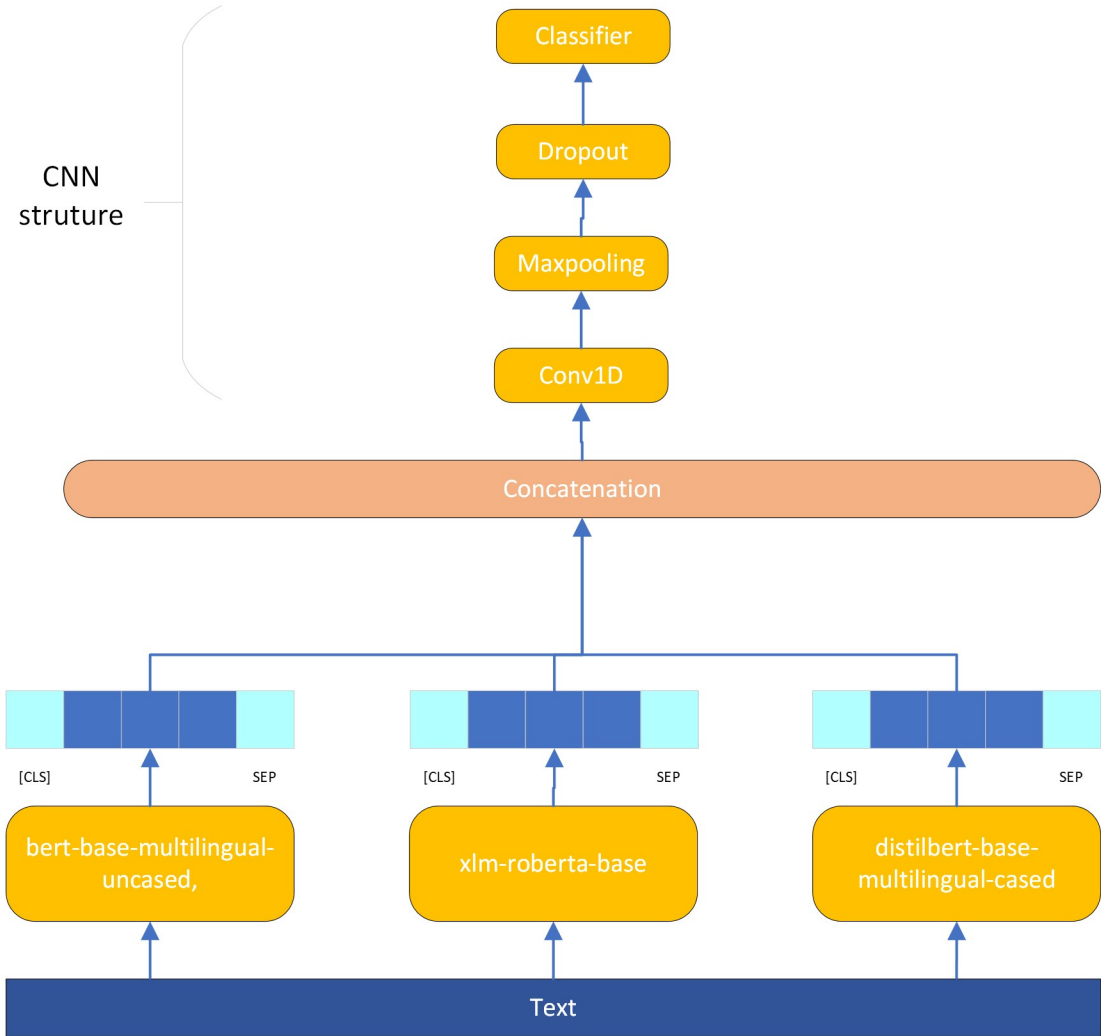 Classifier
Dropout
CNN
struture
Maxpooling
Conv1D
Concatenation
[CLS] SEP [CLS] SEP [CLS] SEP
bert-base-multilingual-
uncased,
xlm-roberta-base
distilbert-base-
multilingual-cased
Text